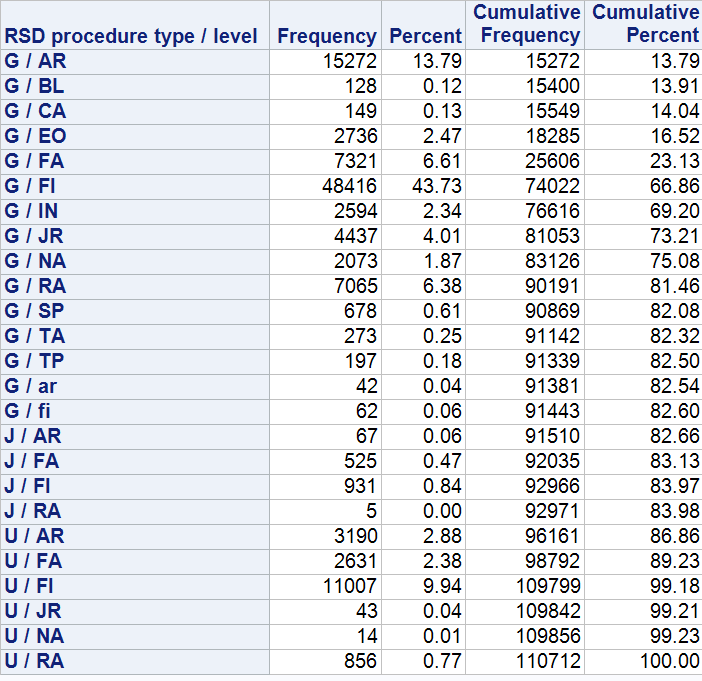 RSD procedure type / level Frequency Percent Cumulative Frequency Cumulative Percent
G / AR 15272 13.79 15272 13.79
G / BL 128 0.12 15400 13.91
G / CA 149 0.13 15549 14.04
G / EO 2736 2.47 18285 16.52
G / FA 7321 6.61 25606 23.13
G / FI 48416 43.73 74022 66.86
G / IN 2594 2.34 76616 69.20
G / JR 4437 4.01 81053 73.21
G / NA 2073 1.87 83126 75.08
G / RA 7065 6.38 90191 81.46
G / SP 678 0.61 90869 82.08
G / TA 273 0.25 91142 82.32
G / TP 197 0.18 91339 82.50
G / ar 42 0.04 91381 82.54
G / fi 62 0.06 91443 82.60
J / AR 67 0.06 91510 82.66
J / FA 525 0.47 92035 83.13
J / FI 931 0.84 92966 83.97
J / RA 5 0.00 92971 83.98
U / AR 3190 2.88 96161 86.86
U / FA 2631 2.38 98792 89.23
U / FI 11007 9.94 109799 99.18
U / JR 43 0.04 109842 99.21
U / NA 14 0.01 109856 99.23
U / RA 856 0.77 110712 100.00